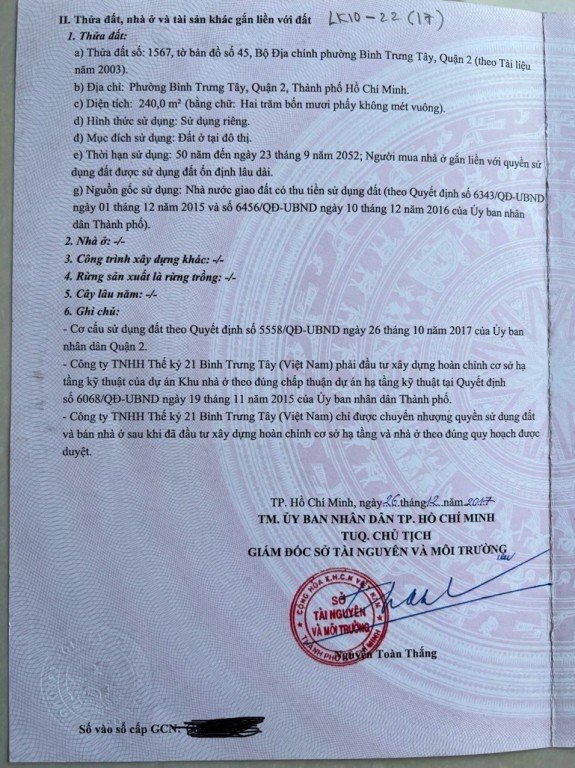 II. Thửa đất, nhà ở và tài sản khác gắn liền với đất LK10-22 (17)
1. Thửa đất:
a) Thửa đất số: 1567, tờ bản đồ số 45, Bộ Địa chính phường Bình Trưng Tây, Quận 2 (theo Tài liệu
năm 2003).
b) Địa chỉ: Phường Bình Trưng Tây, Quận 2, Thành phố Hồ Chí Minh.
c) Diện tích: 240,0 m² (bằng chữ: Hai trăm bốn mươi phẩy không mét vuông).
d) Hình thức sử dụng: Sử dụng riêng.
đ) Mục đích sử dụng: Đất ở tại đô thị.
e) Thời hạn sử dụng: 50 năm đến ngày 23 tháng 9 năm 2052; Người mua nhà ở gắn liền với quyền sử
dụng đất được sử dụng đất ổn định lâu dài.
g) Nguồn gốc sử dụng: Nhà nước giao đất có thu tiền sử dụng đất (theo Quyết định số 6343/QĐ-UBND
ngày 01 tháng 12 năm 2015 và số 6456/QĐ-UBND ngày 10 tháng 12 năm 2016 của Ủy ban nhân
dân Thành phố).
2. Nhà ở: -/-
3. Công trình xây dựng khác: -/-
4. Rừng sản xuất là rừng trồng: -/-
5. Cây lâu năm: -/-
6. Ghi chú:
- Cơ cấu sử dụng đất theo Quyết định số 5558/QĐ-UBND ngày 26 tháng 10 năm 2017 của Ủy ban
nhân dân Quận 2.
- Công ty TNHH Thế kỷ 21 Bình Trưng Tây (Việt Nam) phải đầu tư xây dựng hoàn chỉnh cơ sở hạ
tầng kỹ thuật của dự án Khu nhà ở theo đúng chấp thuận dự án hạ tầng kỹ thuật tại Quyết định
số 6068/QĐ-UBND ngày 19 tháng 11 năm 2015 của Ủy ban nhân dân Thành phố.
- Công ty TNHH Thế kỷ 21 Bình Trưng Tây (Việt Nam) chỉ được chuyển nhượng quyền sử dụng đất
và bán nhà ở sau khi đã đầu tư xây dựng hoàn chỉnh cơ sở hạ tầng và nhà ở theo đúng quy hoạch được
duyệt.
TP. Hồ Chí Minh, ngày 26 tháng 12 năm 2017
TM. ỦY BAN NHÂN DÂN TP. HỒ CHÍ MINH
TUQ. CHỦ TỊCH
GIÁM ĐỐC SỞ TÀI NGUYÊN VÀ MÔI TRƯỜNG
CỘNG HÒA X.H.C.N VIỆT NAM
SỞ
TÀI NGUYÊN
VÀ MÔI TRƯỜNG
THÀNH PHỐ HỒ CHÍ MINH
Nguyễn Toàn Thắng
Số vào sổ cấp GCN: